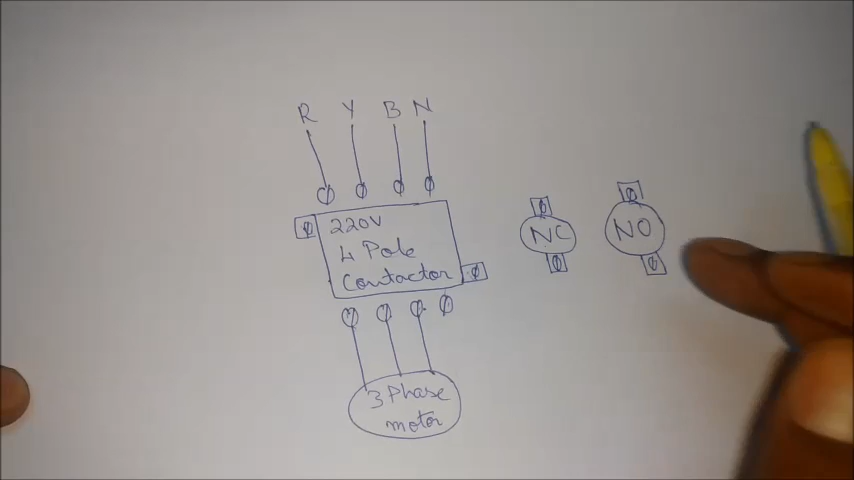 R Y B N
220V
4 Pole
Contactor
NC
NO
3 Phase
motor